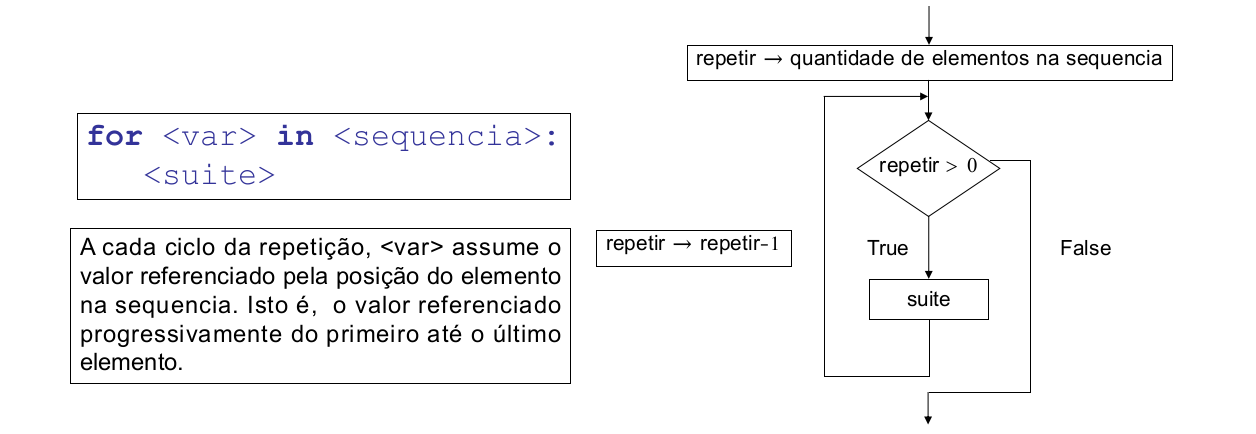 for <var> in <sequencia>:
<suite>
A cada ciclo da repetição, <var> assume o
valor referenciado pela posição do elemento
na sequencia. Isto é, o valor referenciado
progressivamente do primeiro até o último
elemento.
repetir → quantidade de elementos na sequencia
repetir > 0
repetir → repetir-1
True
False
suite